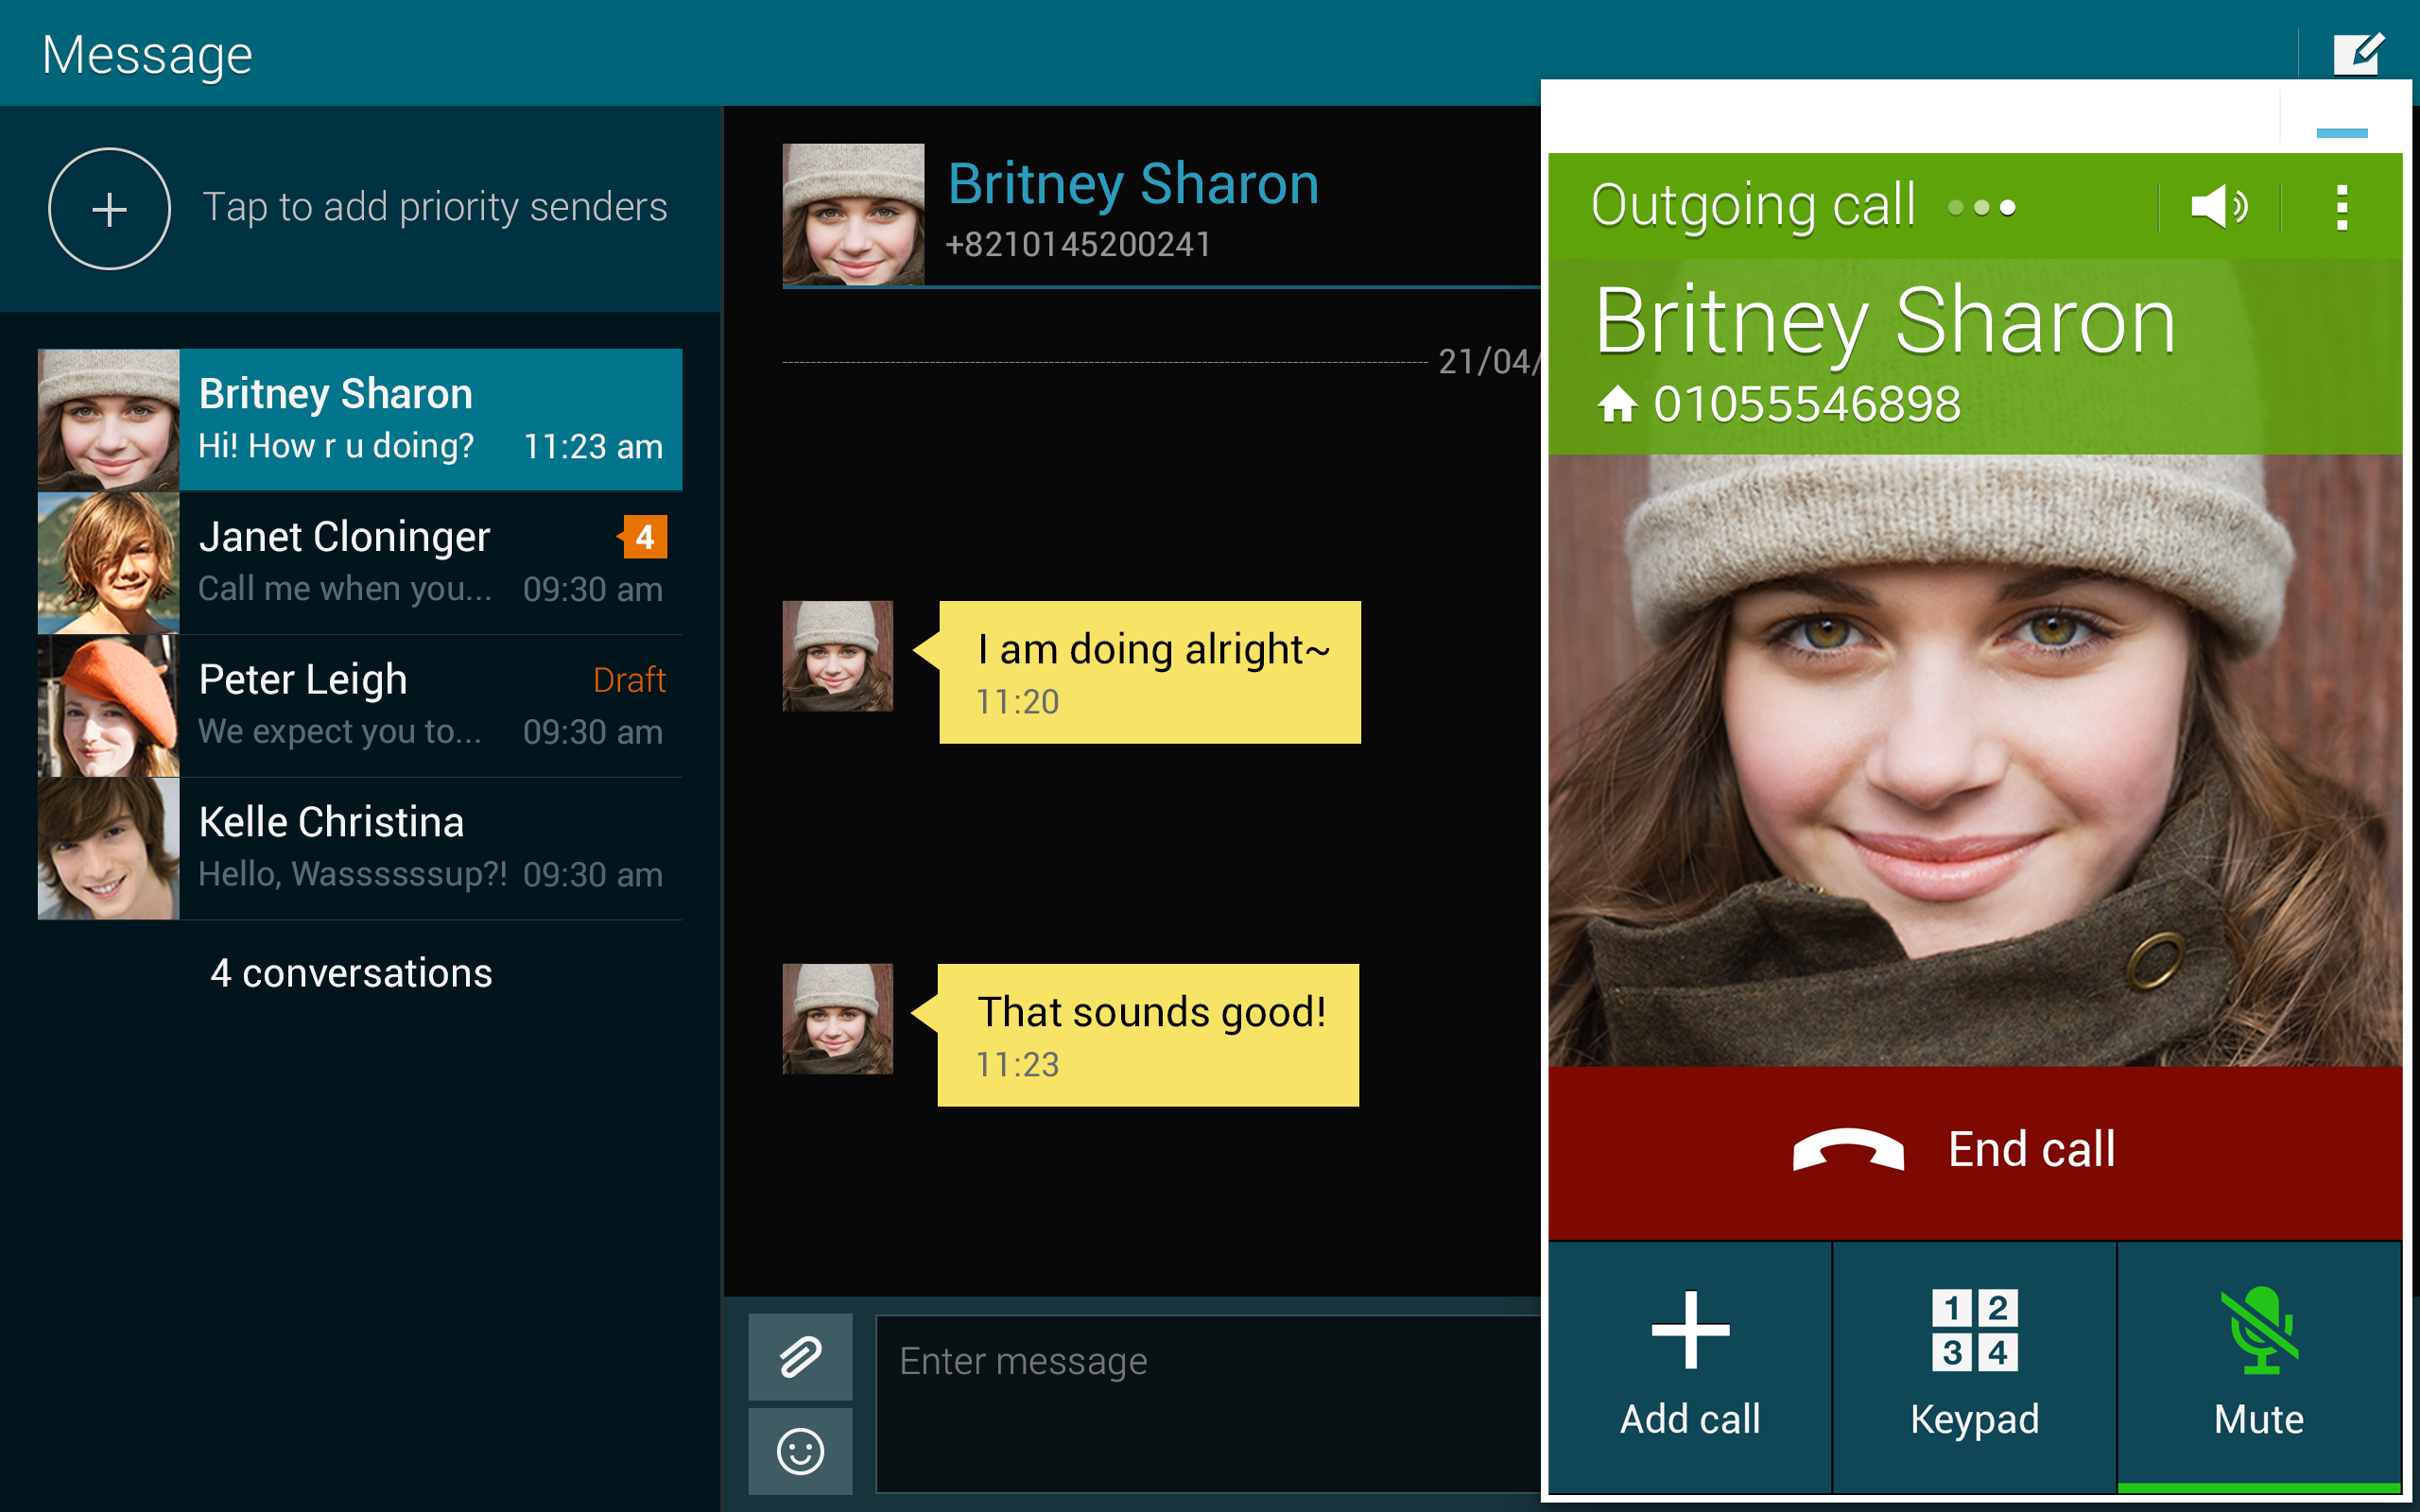 Message
Tap to add priority senders
Britney Sharon
Hi! How r u doing? 11:23 am
Janet Cloninger 4
Call me when you... 09:30 am
Peter Leigh Draft
We expect you to... 09:30 am
Kelle Christina
Hello, Wassssssup?! 09:30 am
4 conversations
Britney Sharon
+8210145200241
21/04/
I am doing alright~
11:20
That sounds good!
11:23
Enter message
Outgoing call
Britney Sharon
01055546898
End call
1 2
3 4
Add call
Keypad
Mute